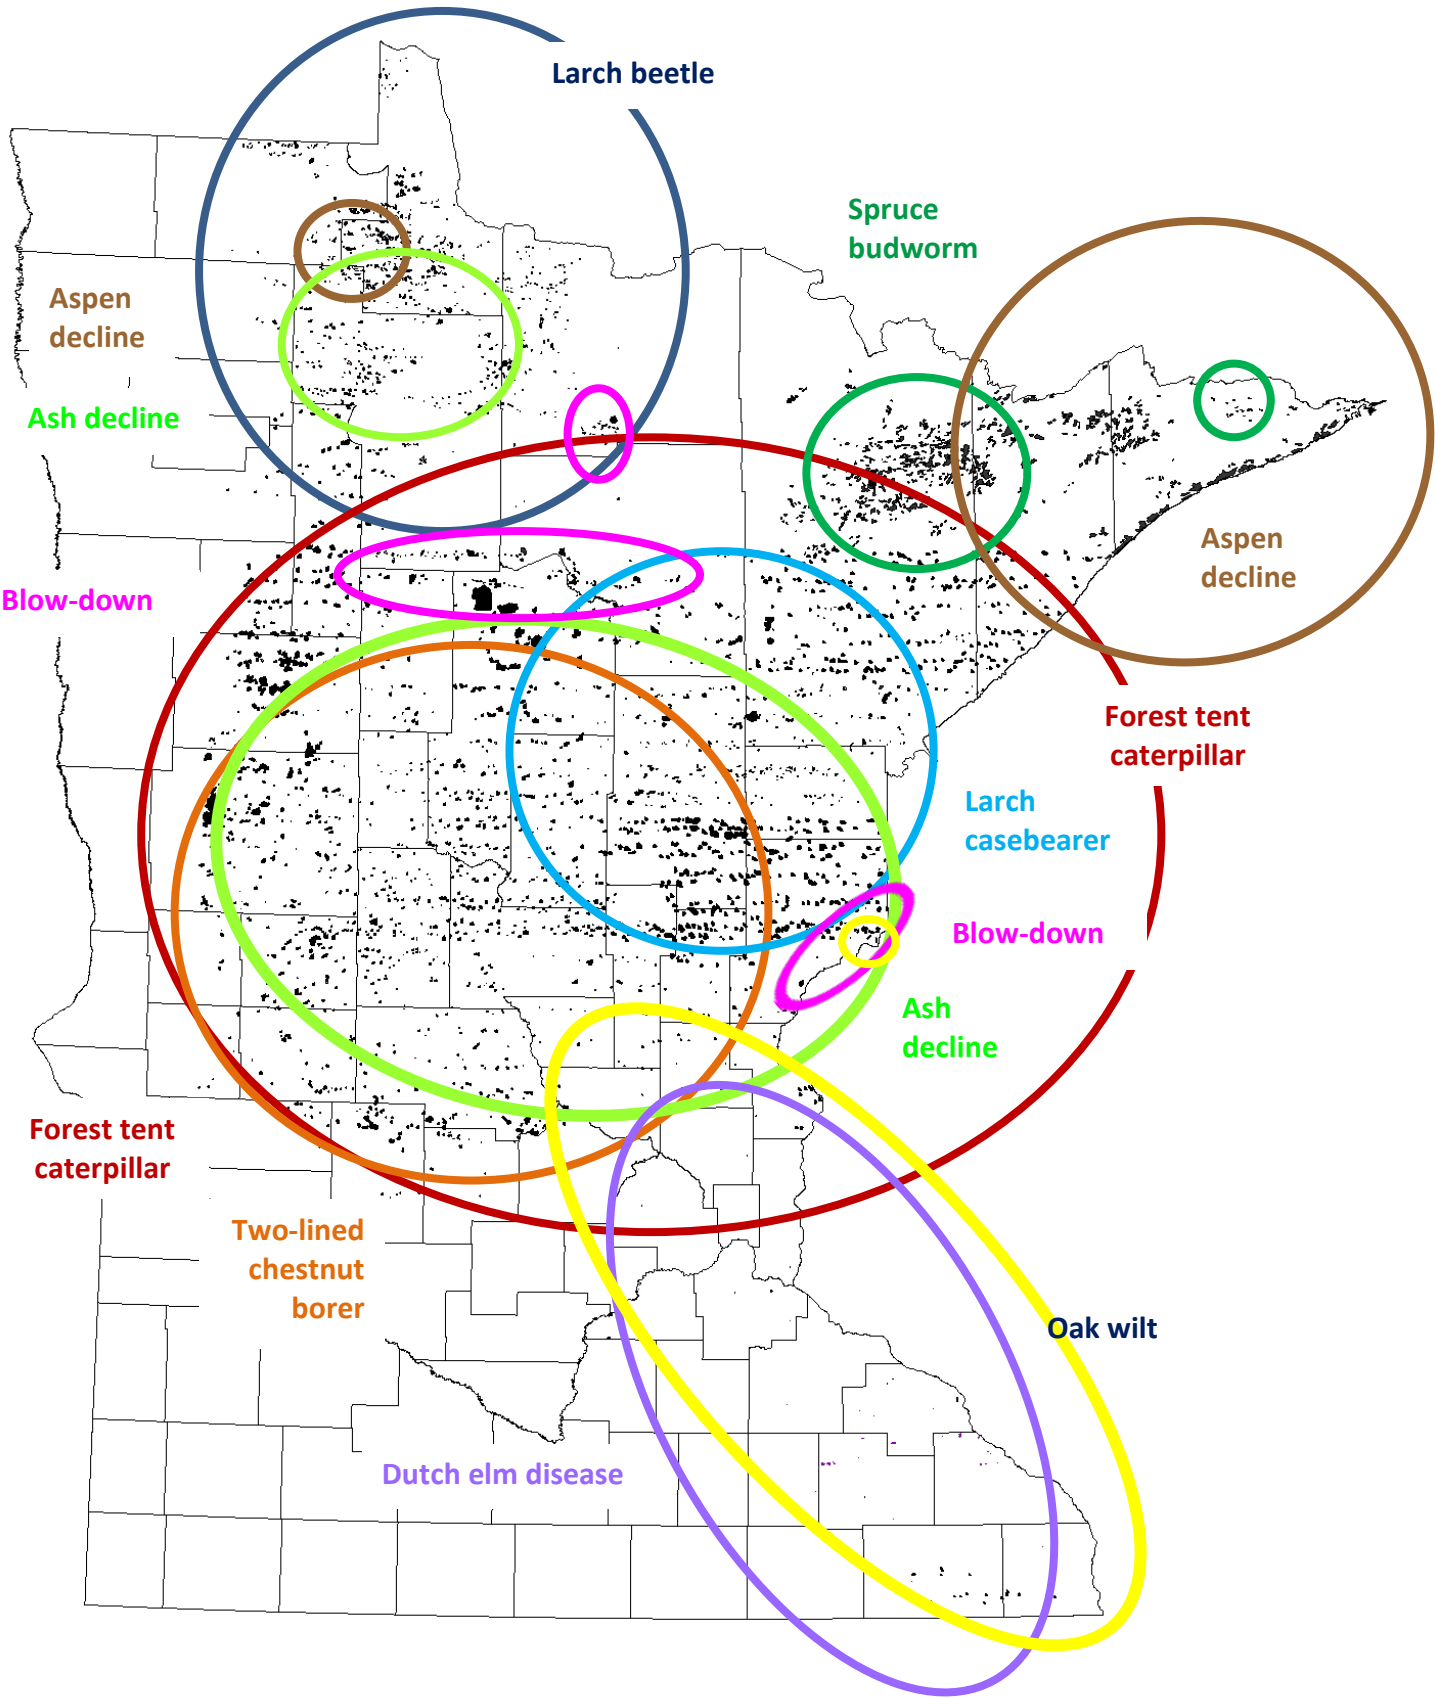 Larch beetle
Spruce
budworm
Aspen
decline
Ash decline
Aspen
decline
Blow-down
Forest tent
caterpillar
Larch
casebearer
Blow-down
Ash
decline
Forest tent
caterpillar
Two-lined
chestnut
borer
Oak wilt
Dutch elm disease